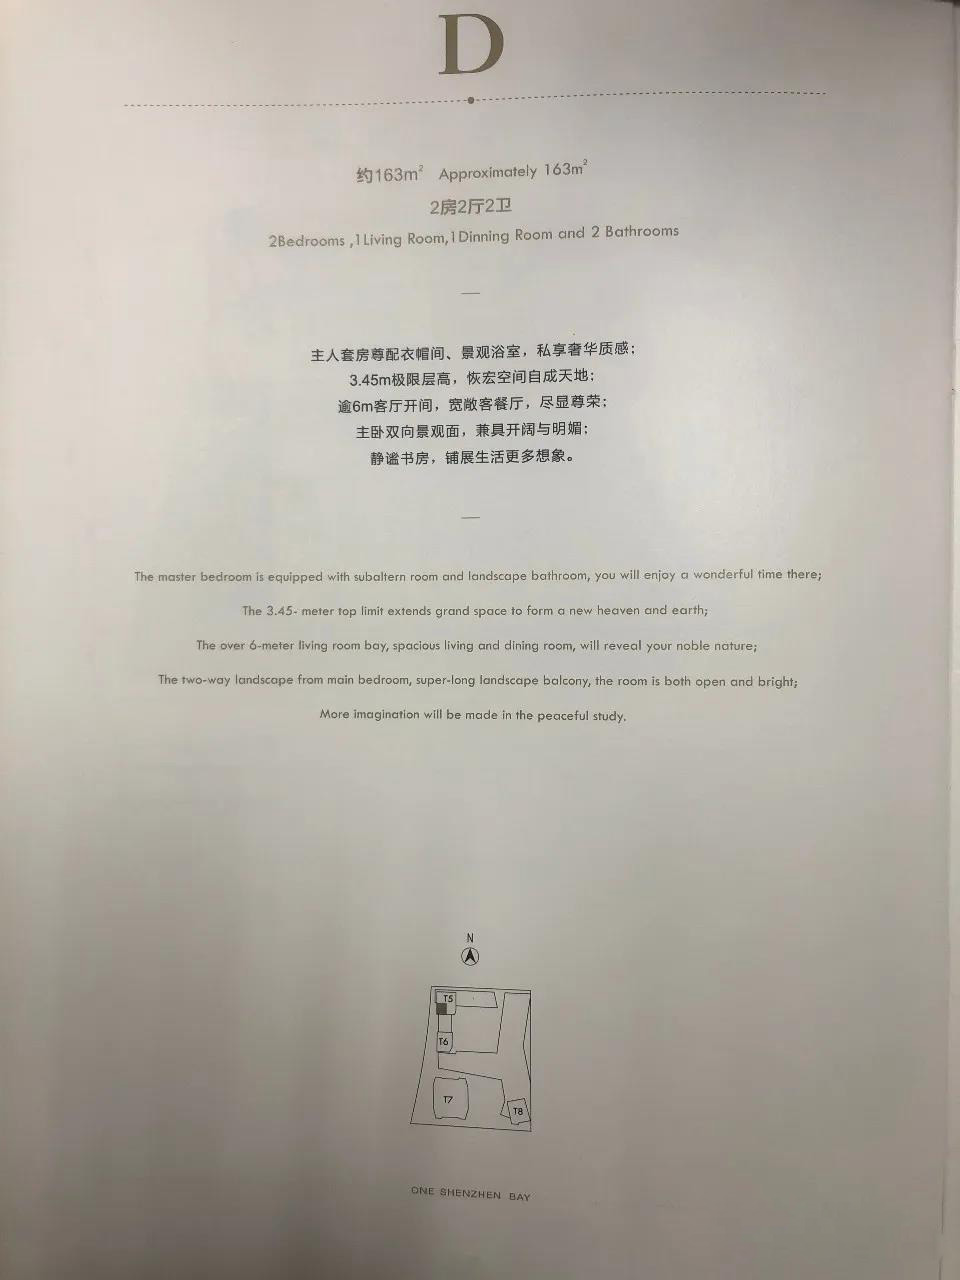 D
约163m² Approximately 163m²
2房2厅2卫
2Bedrooms ,1Living Room,1Dinning Room and 2 Bathrooms
主人套房尊配衣帽间、景观浴室，私享奢华质感；
3.45m极限层高，恢宏空间自成天地；
逾6m客厅开间，宽敞客餐厅，尽显尊荣；
主卧双向景观面，兼具开阔与明媚；
静谧书房，铺展生活更多想象。
The master bedroom is equipped with subaltern room and landscape bathroom, you will enjoy a wonderful time there;
The 3.45- meter top limit extends grand space to form a new heaven and earth;
The over 6-meter living room bay, spacious living and dining room, will reveal your noble nature;
The two-way landscape from main bedroom, super-long landscape balcony, the room is both open and bright;
More imagination will be made in the peaceful study.
N
T5
T6
T7
T8
ONE SHENZHEN BAY